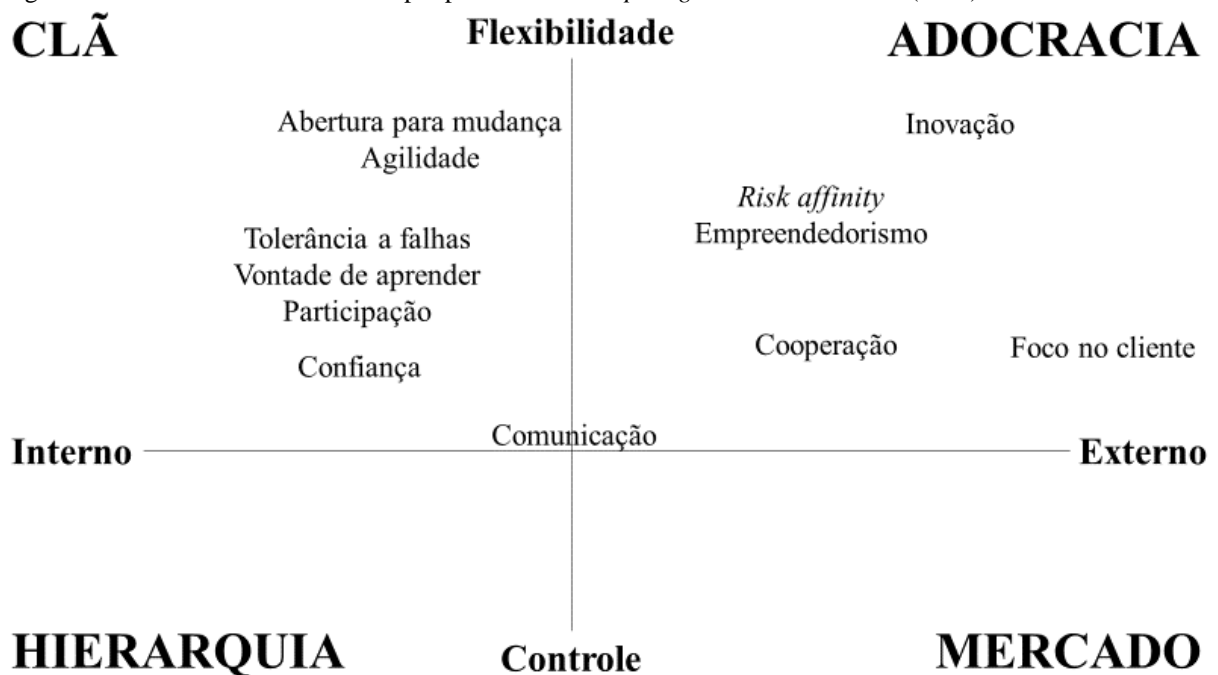 CLÃ
Flexibilidade
ADOCRACIA
Abertura para mudança
Agilidade
Inovação
Risk affinity
Empreendedorismo
Tolerância a falhas
Vontade de aprender
Participação
Confiança
Cooperação
Foco no cliente
Comunicação
Interno
Externo
HIERARQUIA
Controle
MERCADO